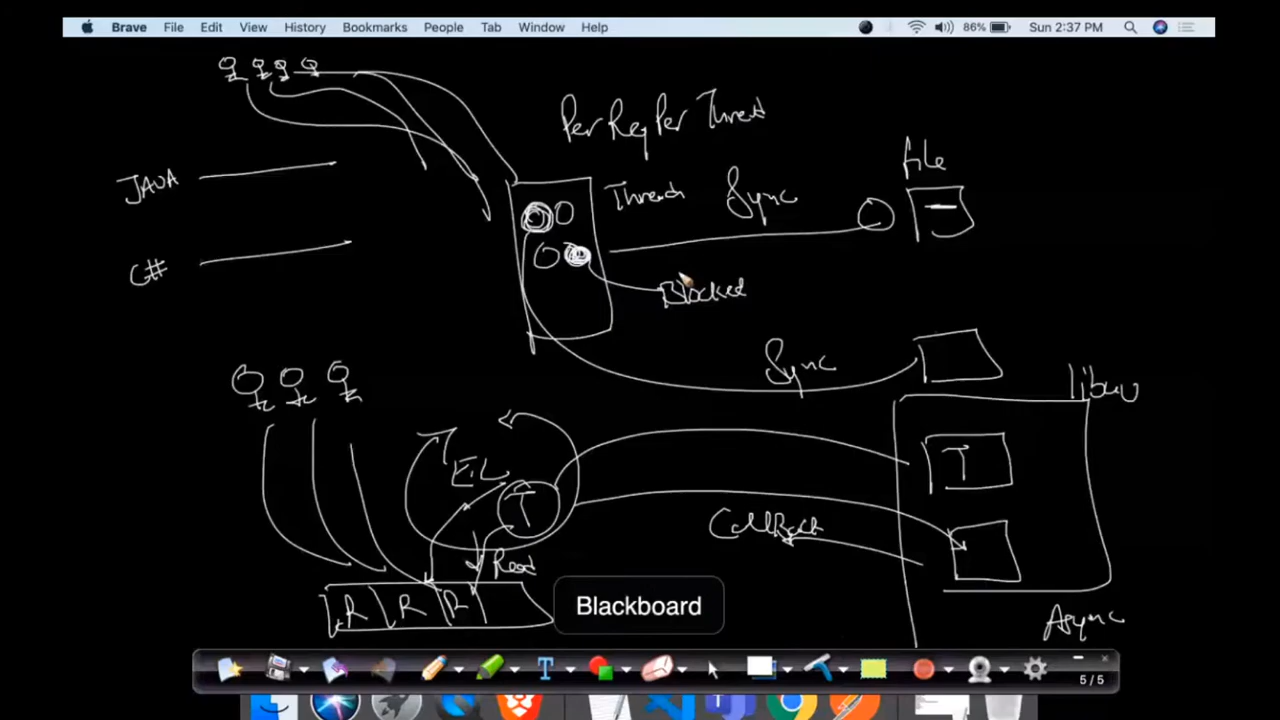 Brave File Edit View History Bookmarks People Tab Window Help 86% Sun 2:37 PM
Per Req Per Thread
file
JAVA
Thread Sync
C#
Blocked
Sync
libuv
EL
T
T
CallBack
Read
R R R
Blackboard
Async
T
5 / 5